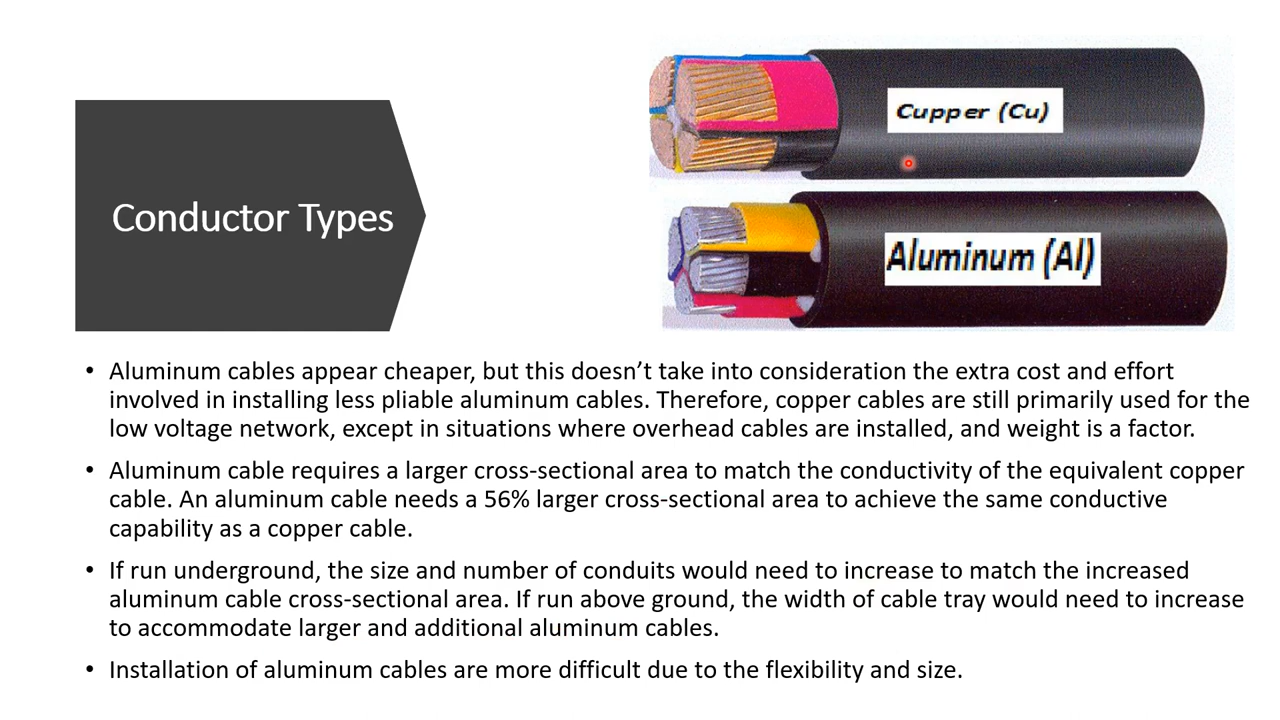 Cupper (Cu)
Conductor Types
Aluminum (Al)
• Aluminum cables appear cheaper, but this doesn’t take into consideration the extra cost and effort
involved in installing less pliable aluminum cables. Therefore, copper cables are still primarily used for the
low voltage network, except in situations where overhead cables are installed, and weight is a factor.
• Aluminum cable requires a larger cross-sectional area to match the conductivity of the equivalent copper
cable. An aluminum cable needs a 56% larger cross-sectional area to achieve the same conductive
capability as a copper cable.
• If run underground, the size and number of conduits would need to increase to match the increased
aluminum cable cross-sectional area. If run above ground, the width of cable tray would need to increase
to accommodate larger and additional aluminum cables.
• Installation of aluminum cables are more difficult due to the flexibility and size.